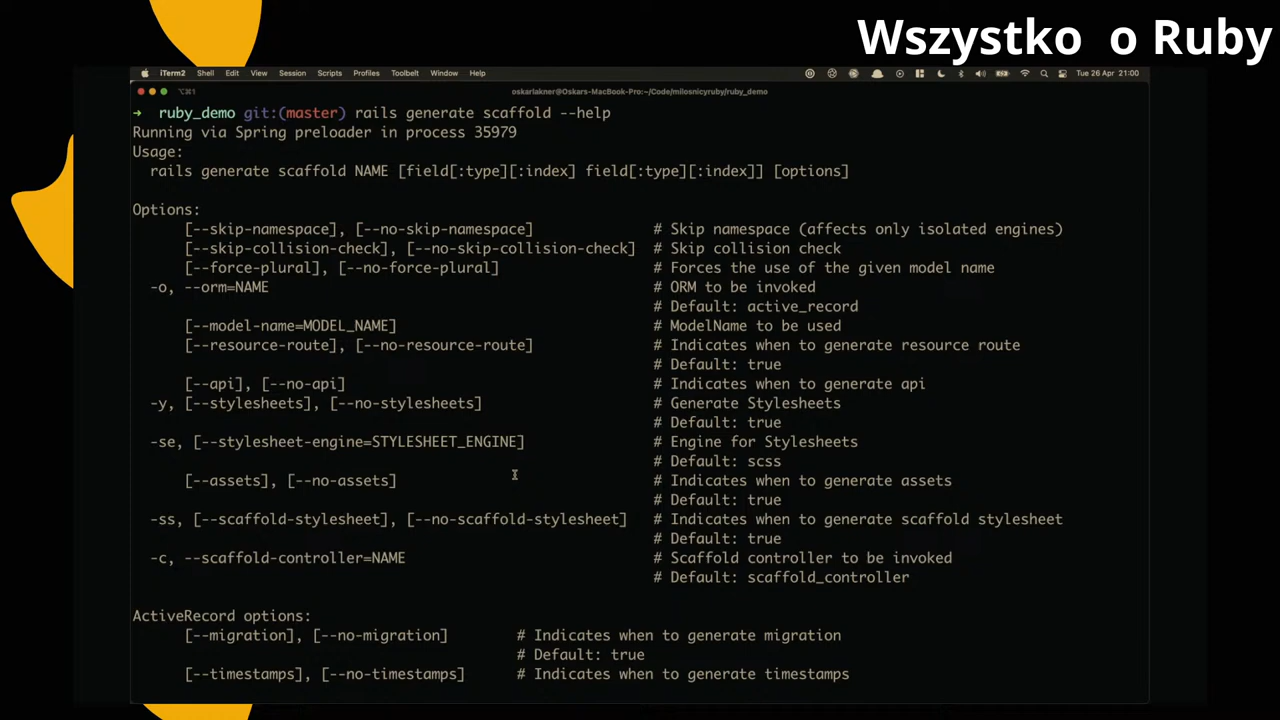 Wszystko o Ruby
iTerm2 Shell Edit View Session Scripts Profiles Toolbelt Window Help Tue 26 Apr 21:00
⌥⌘1 oskarlakner@Oskars-MacBook-Pro:~/Code/milosnicyruby/ruby_demo
➜ ruby_demo git:(master) rails generate scaffold --help
Running via Spring preloader in process 35979
Usage:
rails generate scaffold NAME [field[:type][:index] field[:type][:index]] [options]
Options:
[--skip-namespace], [--no-skip-namespace] # Skip namespace (affects only isolated engines)
[--skip-collision-check], [--no-skip-collision-check] # Skip collision check
[--force-plural], [--no-force-plural] # Forces the use of the given model name
-o, --orm=NAME # ORM to be invoked
# Default: active_record
[--model-name=MODEL_NAME] # ModelName to be used
[--resource-route], [--no-resource-route] # Indicates when to generate resource route
# Default: true
[--api], [--no-api] # Indicates when to generate api
-y, [--stylesheets], [--no-stylesheets] # Generate Stylesheets
# Default: true
-se, [--stylesheet-engine=STYLESHEET_ENGINE] # Engine for Stylesheets
# Default: scss
[--assets], [--no-assets] # Indicates when to generate assets
# Default: true
-ss, [--scaffold-stylesheet], [--no-scaffold-stylesheet] # Indicates when to generate scaffold stylesheet
# Default: true
-c, --scaffold-controller=NAME # Scaffold controller to be invoked
# Default: scaffold_controller
ActiveRecord options:
[--migration], [--no-migration] # Indicates when to generate migration
# Default: true
[--timestamps], [--no-timestamps] # Indicates when to generate timestamps